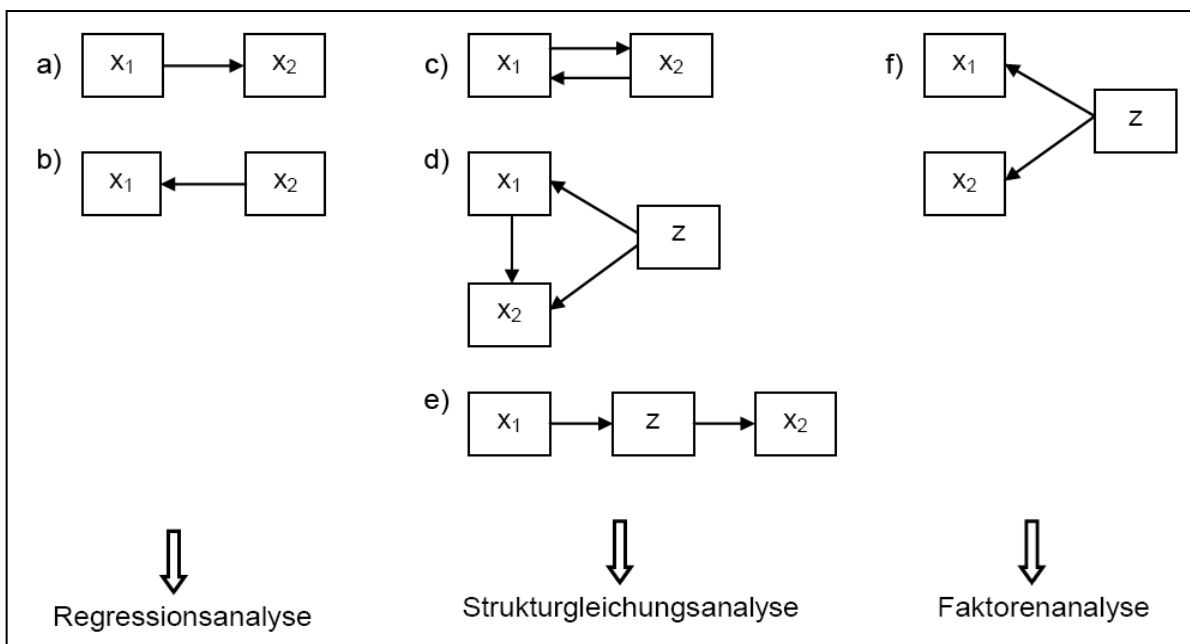 a) x₁ x₂
b) x₁ x₂
c) x₁ x₂
d) x₁
z
x₂
e) x₁ z x₂
f) x₁
z
x₂
Regressionsanalyse
Strukturgleichungsanalyse
Faktorenanalyse